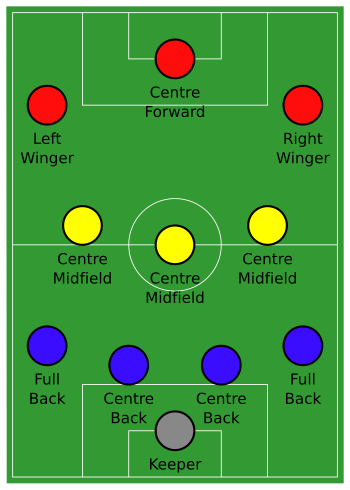 Centre
Forward
Left
Winger
Right
Winger
Centre
Midfield
Centre
Midfield
Centre
Midfield
Full
Back
Centre
Back
Centre
Back
Full
Back
Keeper